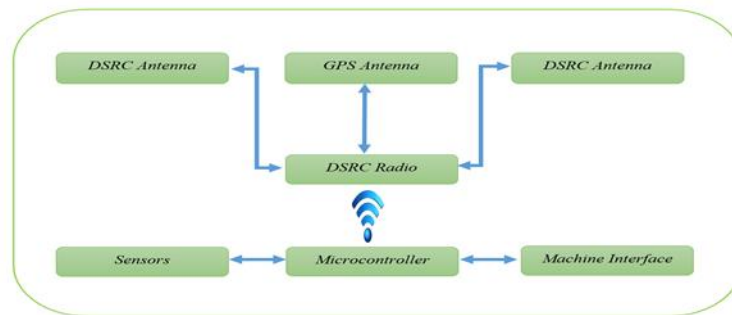 DSRC Antenna
GPS Antenna
DSRC Antenna
DSRC Radio
Sensors
Microcontroller
Machine Interface